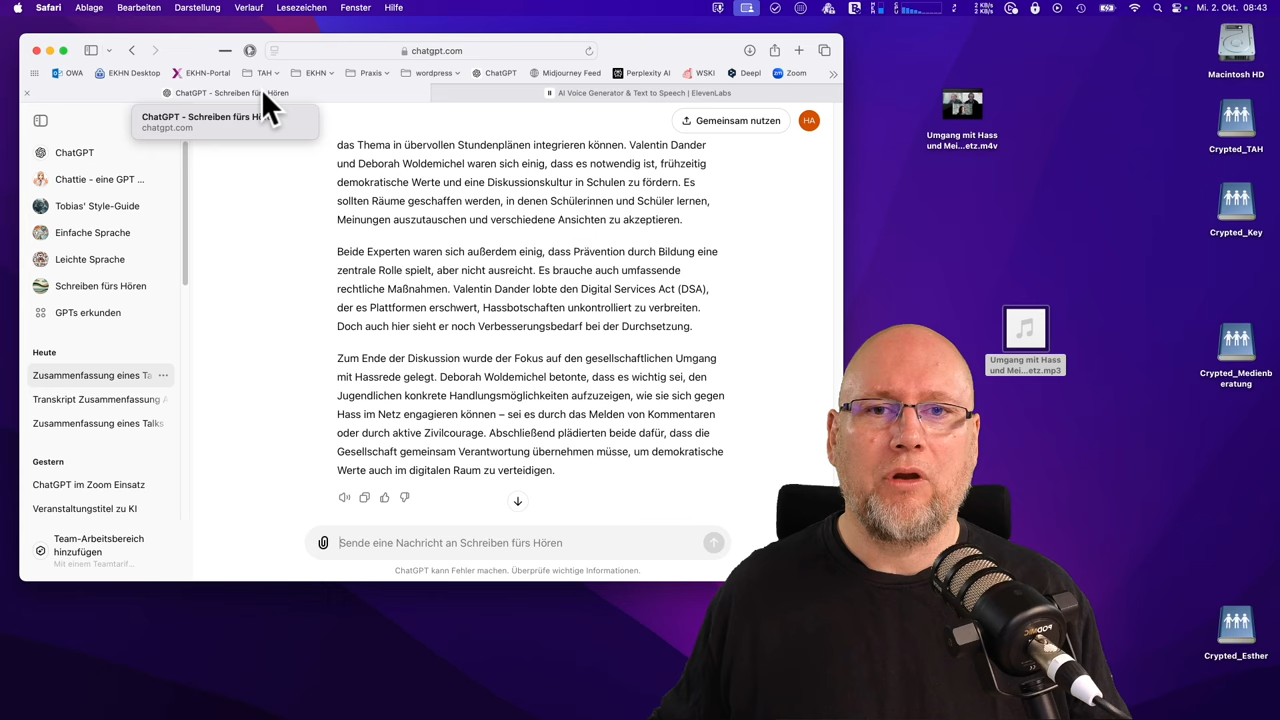 Safari Ablage Bearbeiten Darstellung Verlauf Lesezeichen Fenster Hilfe
2 KB/s
0 KB/s
Mi. 2. Okt. 08:43
chatgpt.com
OWA EKHN Desktop EKHN-Portal TAH EKHN Praxis wordpress ChatGPT Midjourney Feed Perplexity AI WSKI Deepl Zoom
ChatGPT - Schreiben fürs Hören
AI Voice Generator & Text to Speech | ElevenLabs
ChatGPT - Schreiben fürs
chatgpt.com
Gemeinsam nutzen
HA
ChatGPT
Chattie - eine GPT ...
Tobias' Style-Guide
Einfache Sprache
Leichte Sprache
Schreiben fürs Hören
GPTs erkunden
Heute
Zusammenfassung eines Ta
Transkript Zusammenfassung
Zusammenfassung eines Talks
Gestern
ChatGPT im Zoom Einsatz
Veranstaltungstitel zu KI
Team-Arbeitsbereich
hinzufügen
Mit einem Teamtarif...
das Thema in übervollen Stundenplänen integrieren können. Valentin Dander
und Deborah Woldemichel waren sich einig, dass es notwendig ist, frühzeitig
demokratische Werte und eine Diskussionskultur in Schulen zu fördern. Es
sollten Räume geschaffen werden, in denen Schülerinnen und Schüler lernen,
Meinungen auszutauschen und verschiedene Ansichten zu akzeptieren.
Beide Experten waren sich außerdem einig, dass Prävention durch Bildung eine
zentrale Rolle spielt, aber nicht ausreicht. Es brauche auch umfassende
rechtliche Maßnahmen. Valentin Dander lobte den Digital Services Act (DSA),
der es Plattformen erschwert, Hassbotschaften unkontrolliert zu verbreiten.
Doch auch hier sieht er noch Verbesserungsbedarf bei der Durchsetzung.
Zum Ende der Diskussion wurde der Fokus auf den gesellschaftlichen Umgang
mit Hassrede gelegt. Deborah Woldemichel betonte, dass es wichtig sei, den
Jugendlichen konkrete Handlungsmöglichkeiten aufzuzeigen, wie sie sich gegen
Hass im Netz engagieren können – sei es durch das Melden von Kommentaren
oder durch aktive Zivilcourage. Abschließend plädierten beide dafür, dass die
Gesellschaft gemeinsam Verantwortung übernehmen müsse, um demokratische
Werte auch im digitalen Raum zu verteidigen.
Sende eine Nachricht an Schreiben fürs Hören
ChatGPT kann Fehler machen. Überprüfe wichtige Informationen.
Umgang mit Hass
und Mei...etz.m4v
Umgang mit Hass
und Mei...etz.mp3
Macintosh HD
Crypted_TAH
Crypted_Key
Crypted_Medienb
eratung
Crypted_Esther
PODMIC